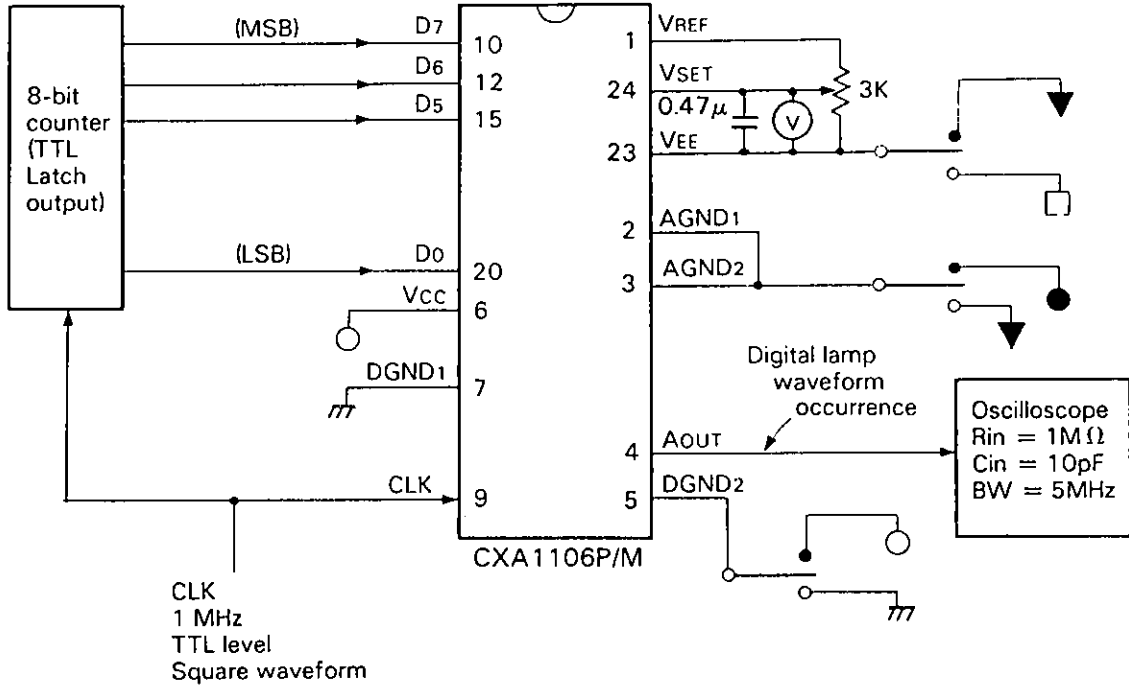 8-bit
counter
(TTL
Latch
output)
(MSB)
D7
10
D6
12
D5
15
(LSB)
D0
20
VCC
6
DGND1
7
CLK
9
CLK
1 MHz
TTL level
Square waveform
1
VREF
24
VSET
0.47μ
V
3K
23
VEE
2
AGND1
3
AGND2
Digital lamp
waveform
occurrence
4
AOUT
5
DGND2
CXA1106P/M
Oscilloscope
Rin = 1MΩ
Cin = 10pF
BW = 5MHz